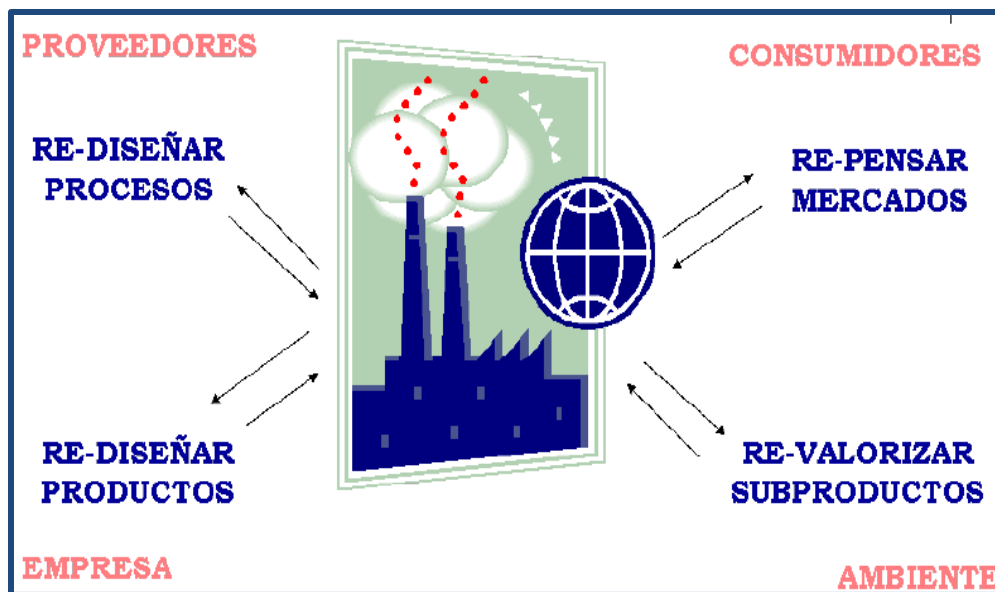 PROVEEDORES
CONSUMIDORES
RE-DISEÑAR
PROCESOS
RE-PENSAR
MERCADOS
RE-DISEÑAR
PRODUCTOS
RE-VALORIZAR
SUBPRODUCTOS
EMPRESA
AMBIENTE